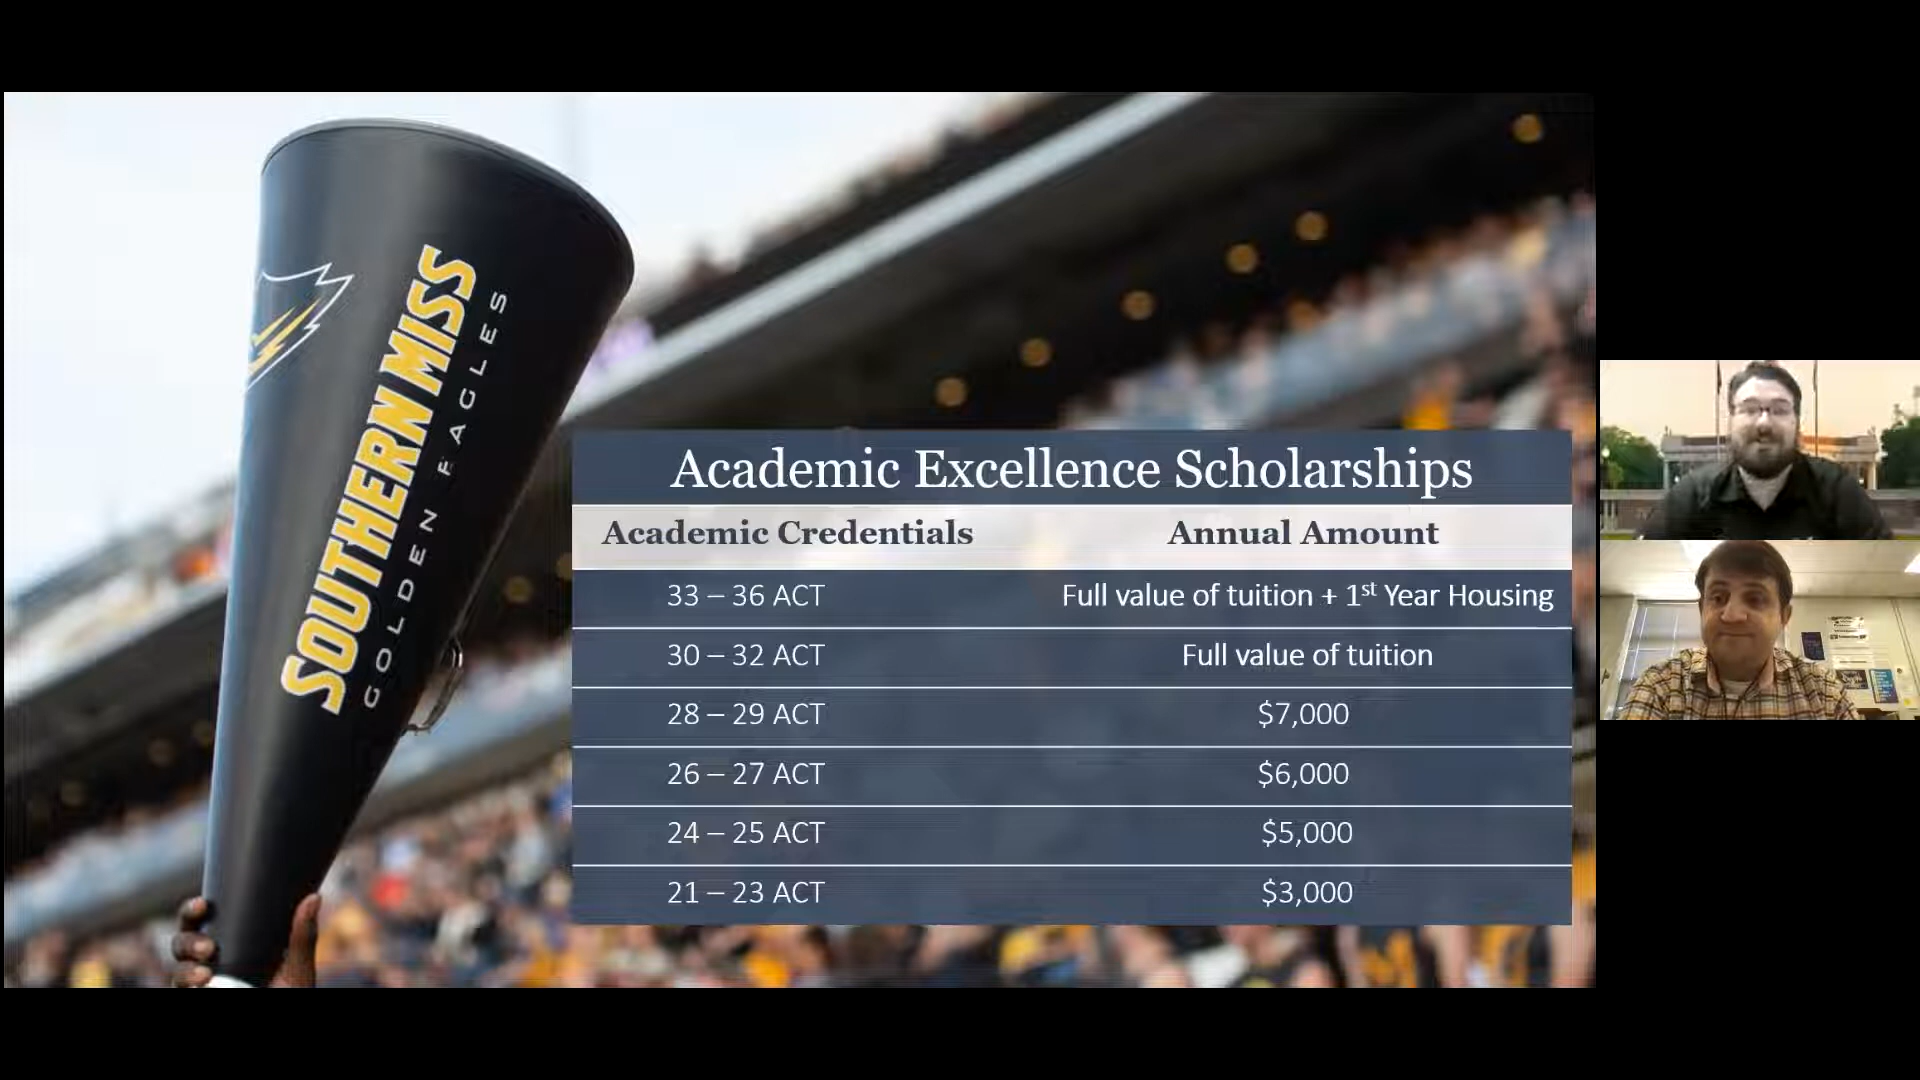 SOUTHERN MISS
GOLDEN EAGLES
Academic Excellence Scholarships
Academic Credentials Annual Amount
33 – 36 ACT Full value of tuition + 1st Year Housing
30 – 32 ACT Full value of tuition
28 – 29 ACT $7,000
26 – 27 ACT $6,000
24 – 25 ACT $5,000
21 – 23 ACT $3,000